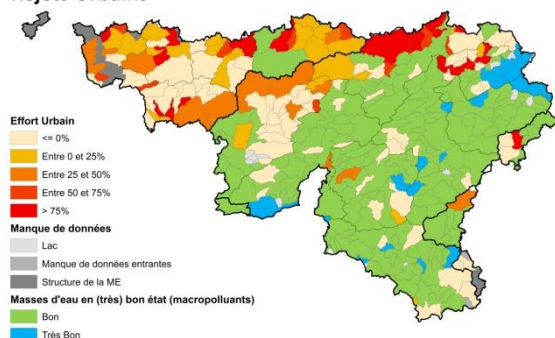 Effort Urbain
<= 0%
Entre 0 et 25%
Entre 25 et 50%
Entre 50 et 75%
> 75%
Manque de données
Lac
Manque de données entrantes
Structure de la ME
Masses d'eau en (très) bon état (macropolluants)
Bon
Très Bon